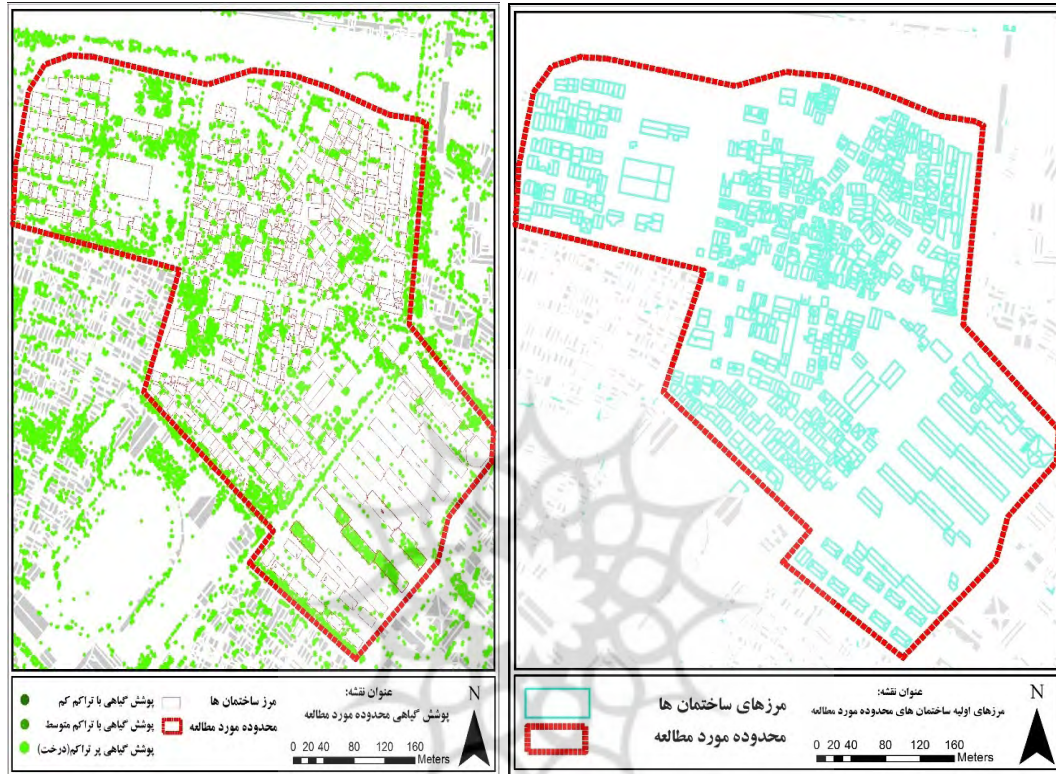 عنوان نقشه:
پوشش گیاهی محدوده مورد مطالعه
N
0 20 40 80 120 160
Meters
مرز ساختمان ها
محدوده مورد مطالعه
پوشش گیاهی با تراکم کم
پوشش گیاهی با تراکم متوسط
پوشش گیاهی پر تراکم(درخت)
عنوان نقشه:
مرزهای اولیه ساختمان های محدوده مورد مطالعه
N
0 20 40 80 120 160
Meters
مرزهای ساختمان ها
محدوده مورد مطالعه